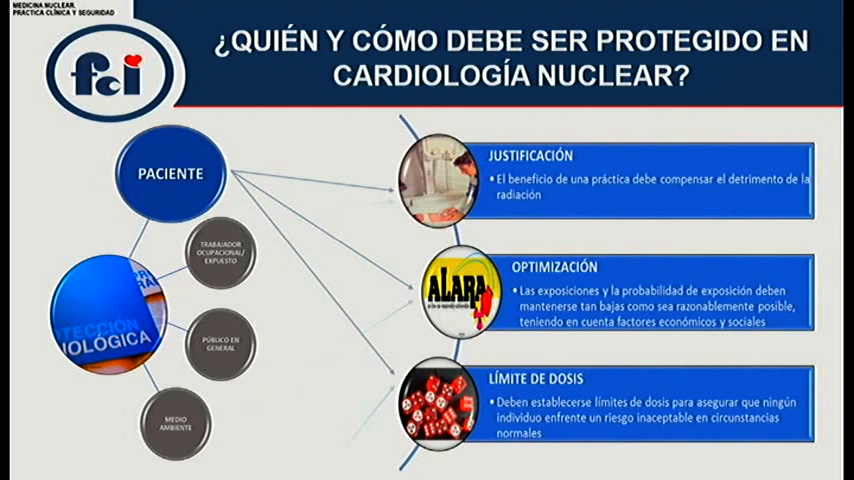 MEDICINA NUCLEAR.
PRÁCTICA CLÍNICA Y SEGURIDAD
fci
¿QUIÉN Y CÓMO DEBE SER PROTEGIDO EN
CARDIOLOGÍA NUCLEAR?
PACIENTE
TRABAJADOR
OCUPACIONAL/
EXPUESTO
TECCIÓN
IOLÓGICA
PÚBLICO EN
GENERAL
MEDIO
AMBIENTE
JUSTIFICACIÓN
• El beneficio de una práctica debe compensar el detrimento de la
radiación
ALARA
OPTIMIZACIÓN
• Las exposiciones y la probabilidad de exposición deben
mantenerse tan bajas como sea razonablemente posible,
teniendo en cuenta factores económicos y sociales
LÍMITE DE DOSIS
• Deben establecerse límites de dosis para asegurar que ningún
individuo enfrente un riesgo inaceptable en circunstancias
normales